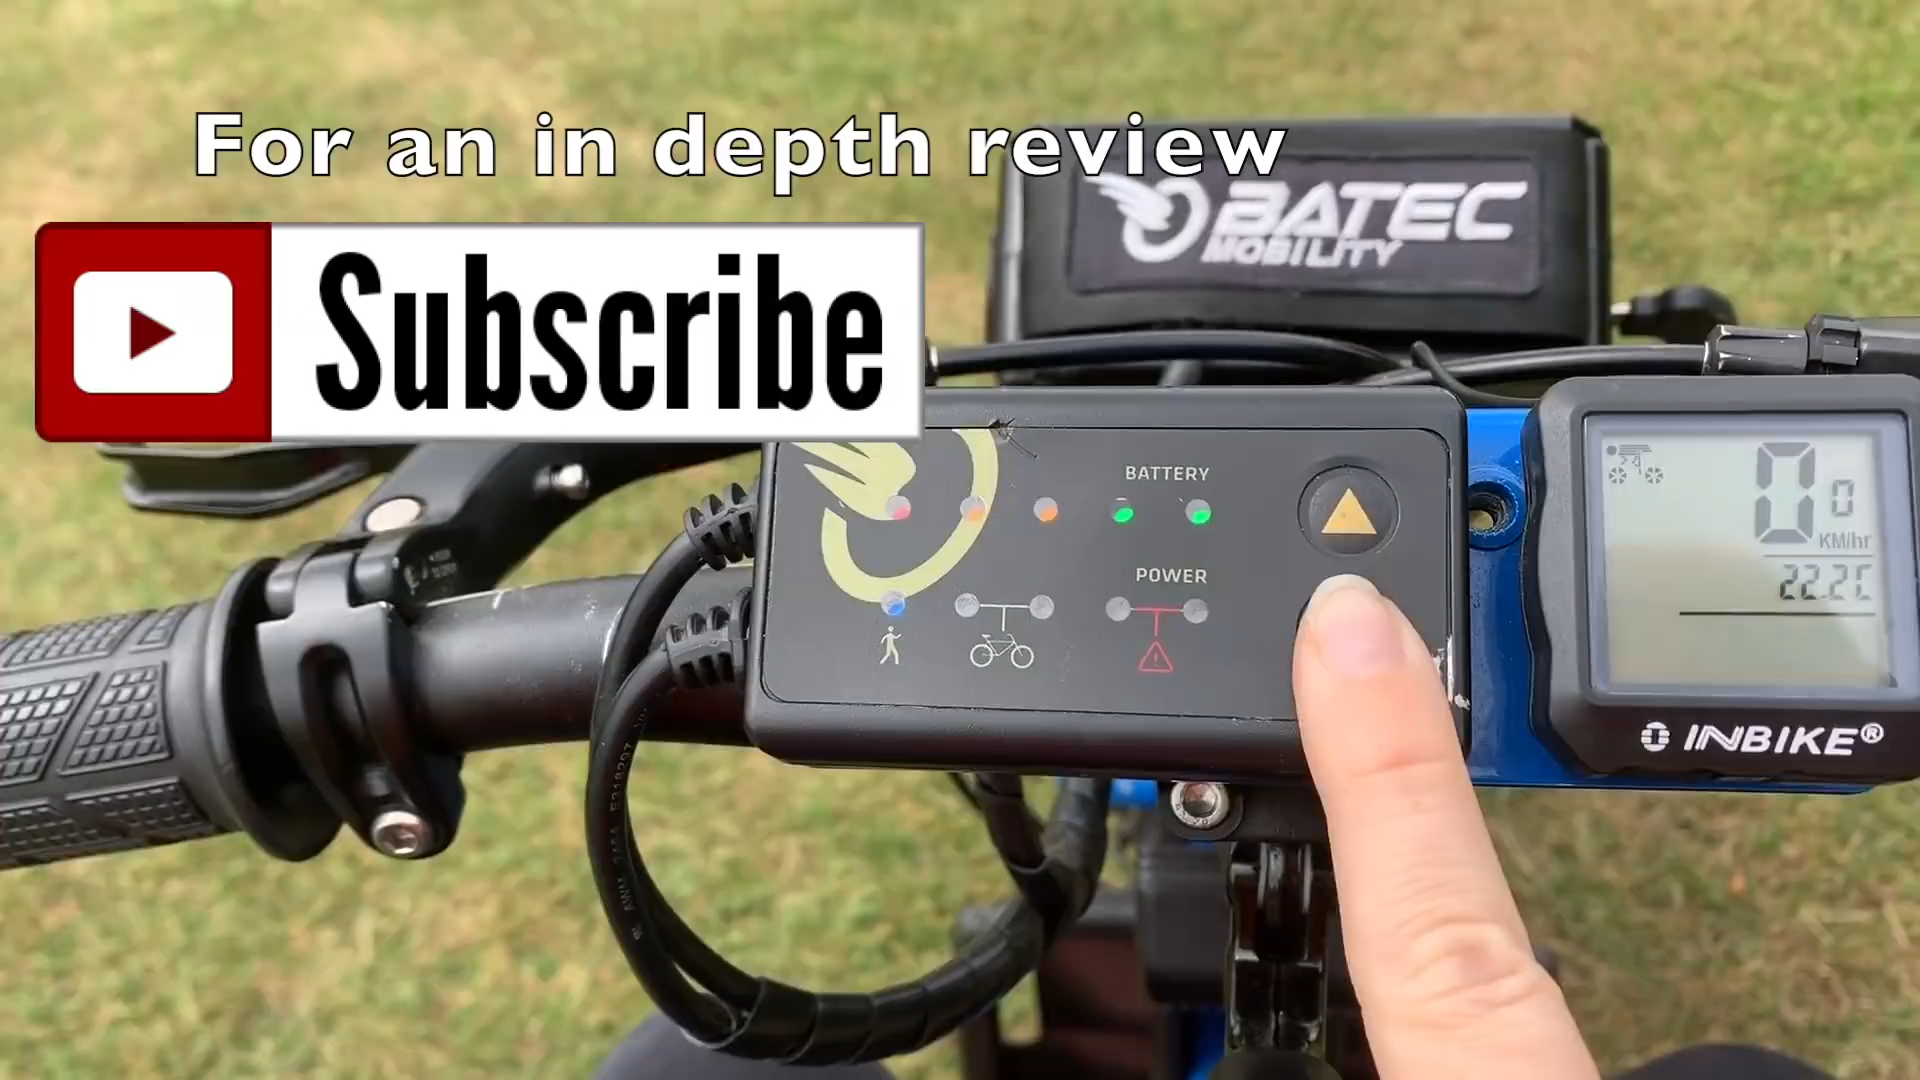 For an in depth review
Subscribe
BATEC
MOBILITY
BATTERY
POWER
0 0
KM/hr
22.2C
INBIKE®